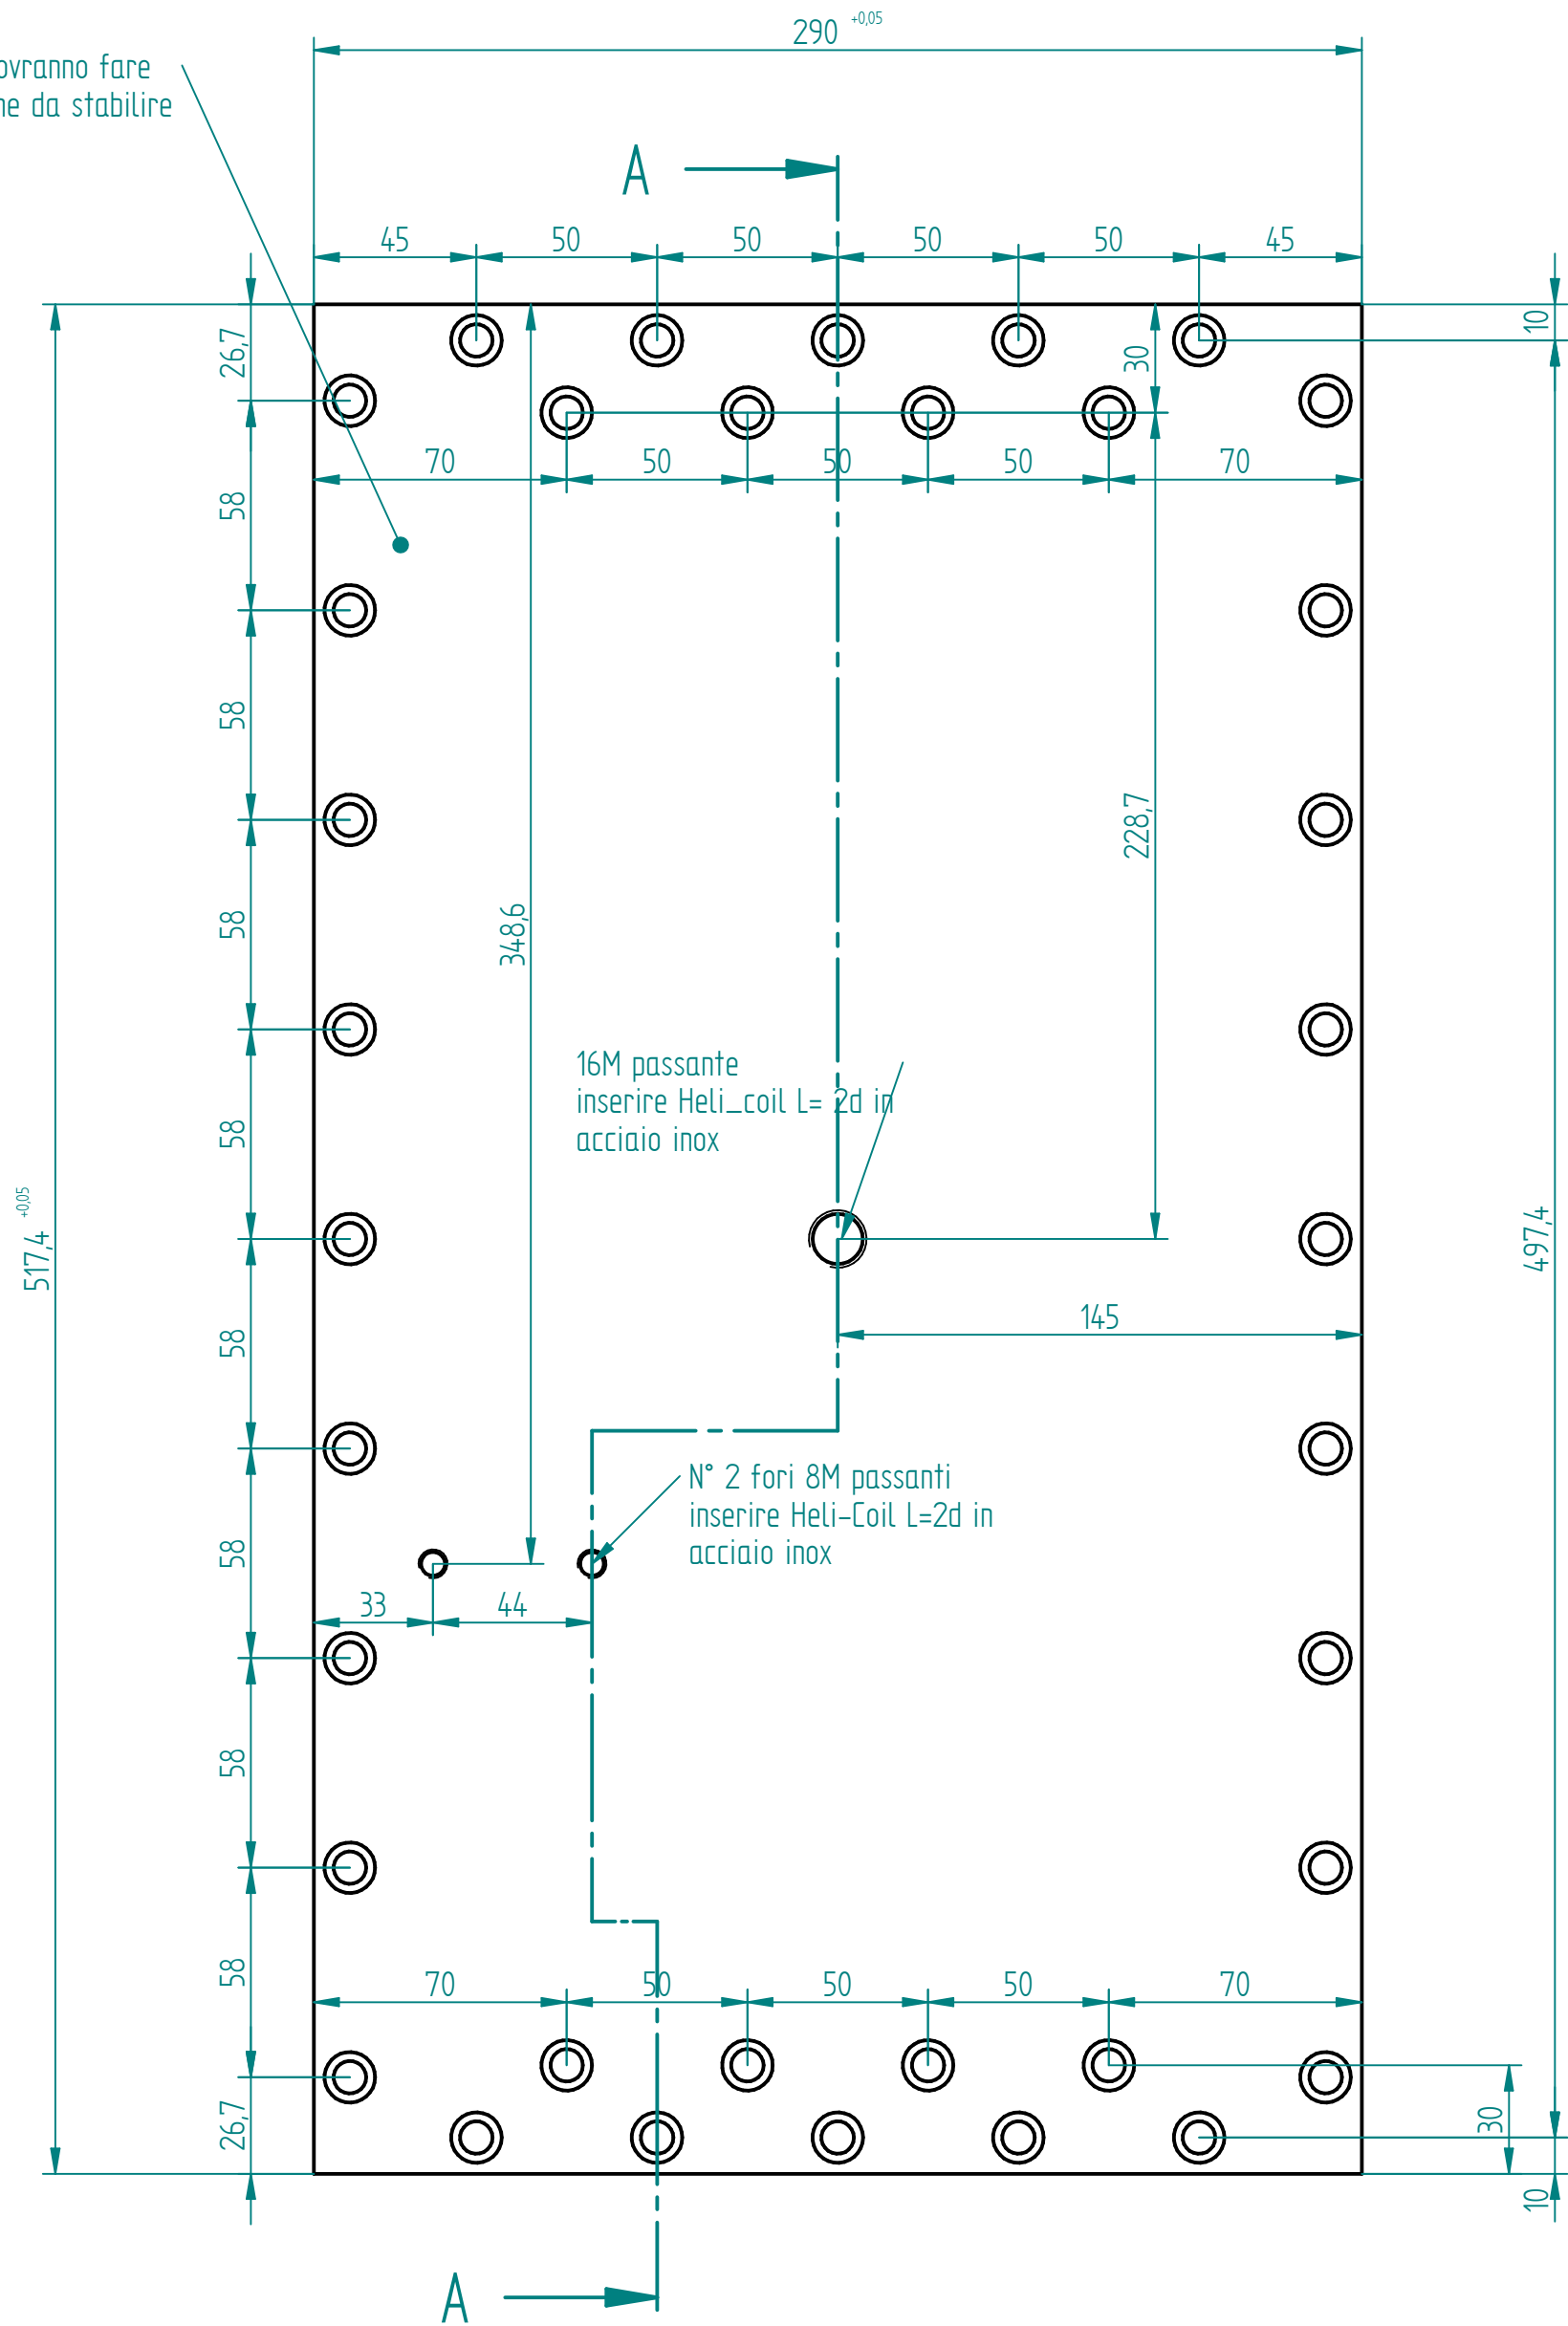 290 +0,05
ovranno fare
ne da stabilire
A
45 50 50 50 50 45
10
26,7
30
70 50 50 50 70
58
58
228,7
58
348,6
16M passante
inserire Heli_coil L= 2d in
acciaio inox
58
517,4 +0,05
497,4
145
58
N° 2 fori 8M passanti
inserire Heli-Coil L=2d in
acciaio inox
58
33 44
58
58
70 50 50 50 70
26,7
30
10
A